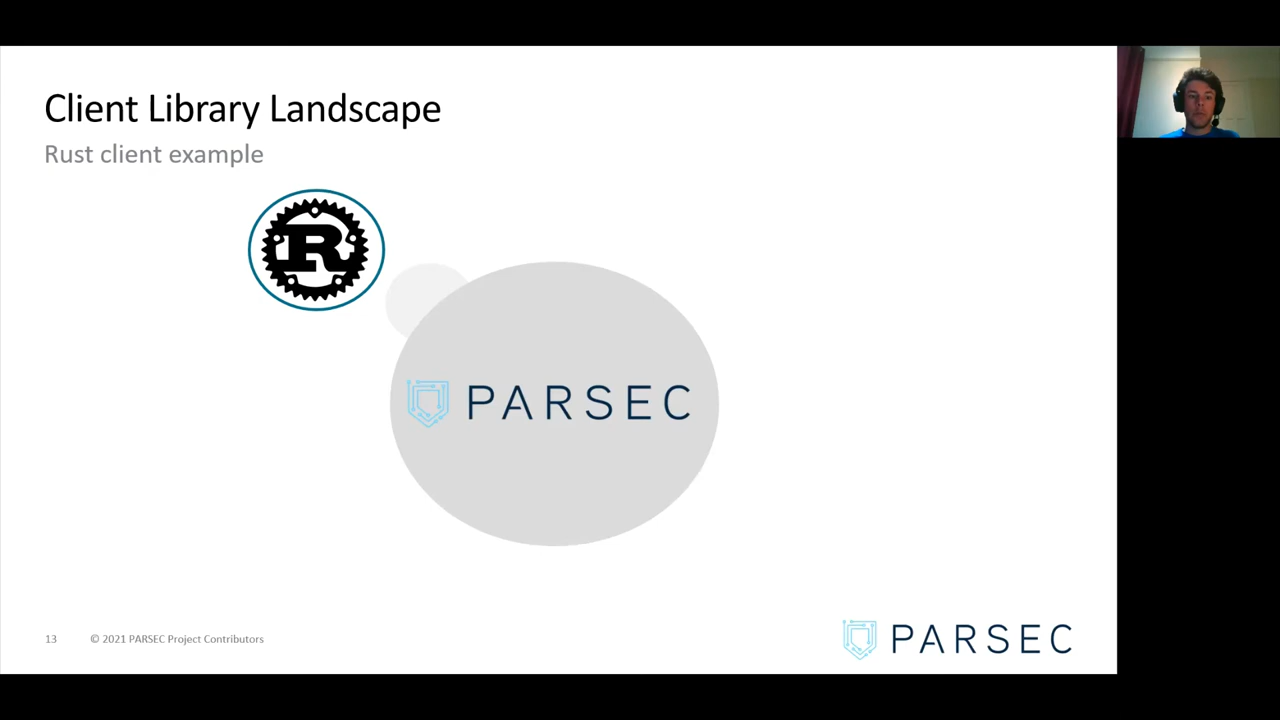 Client Library Landscape
Rust client example
R
PARSEC
13 © 2021 PARSEC Project Contributors
PARSEC